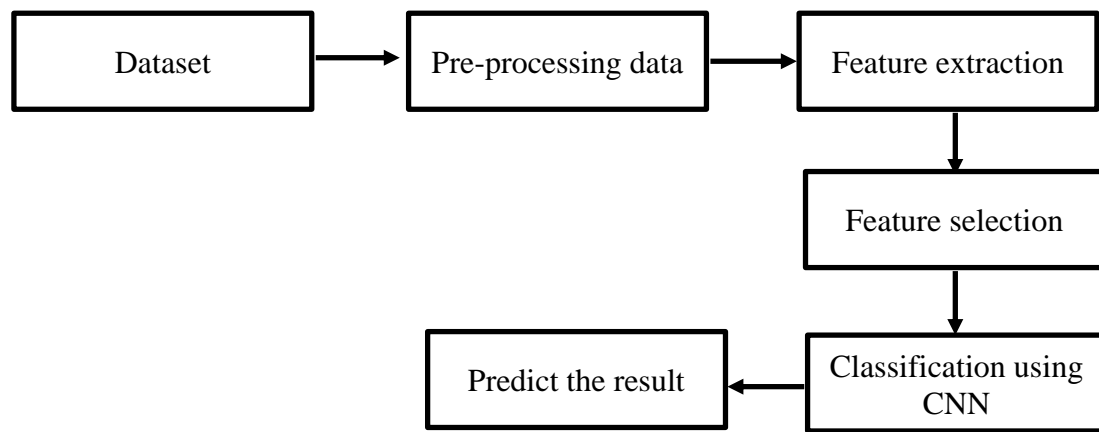 Dataset
Pre-processing data
Feature extraction
Feature selection
Classification using
CNN
Predict the result